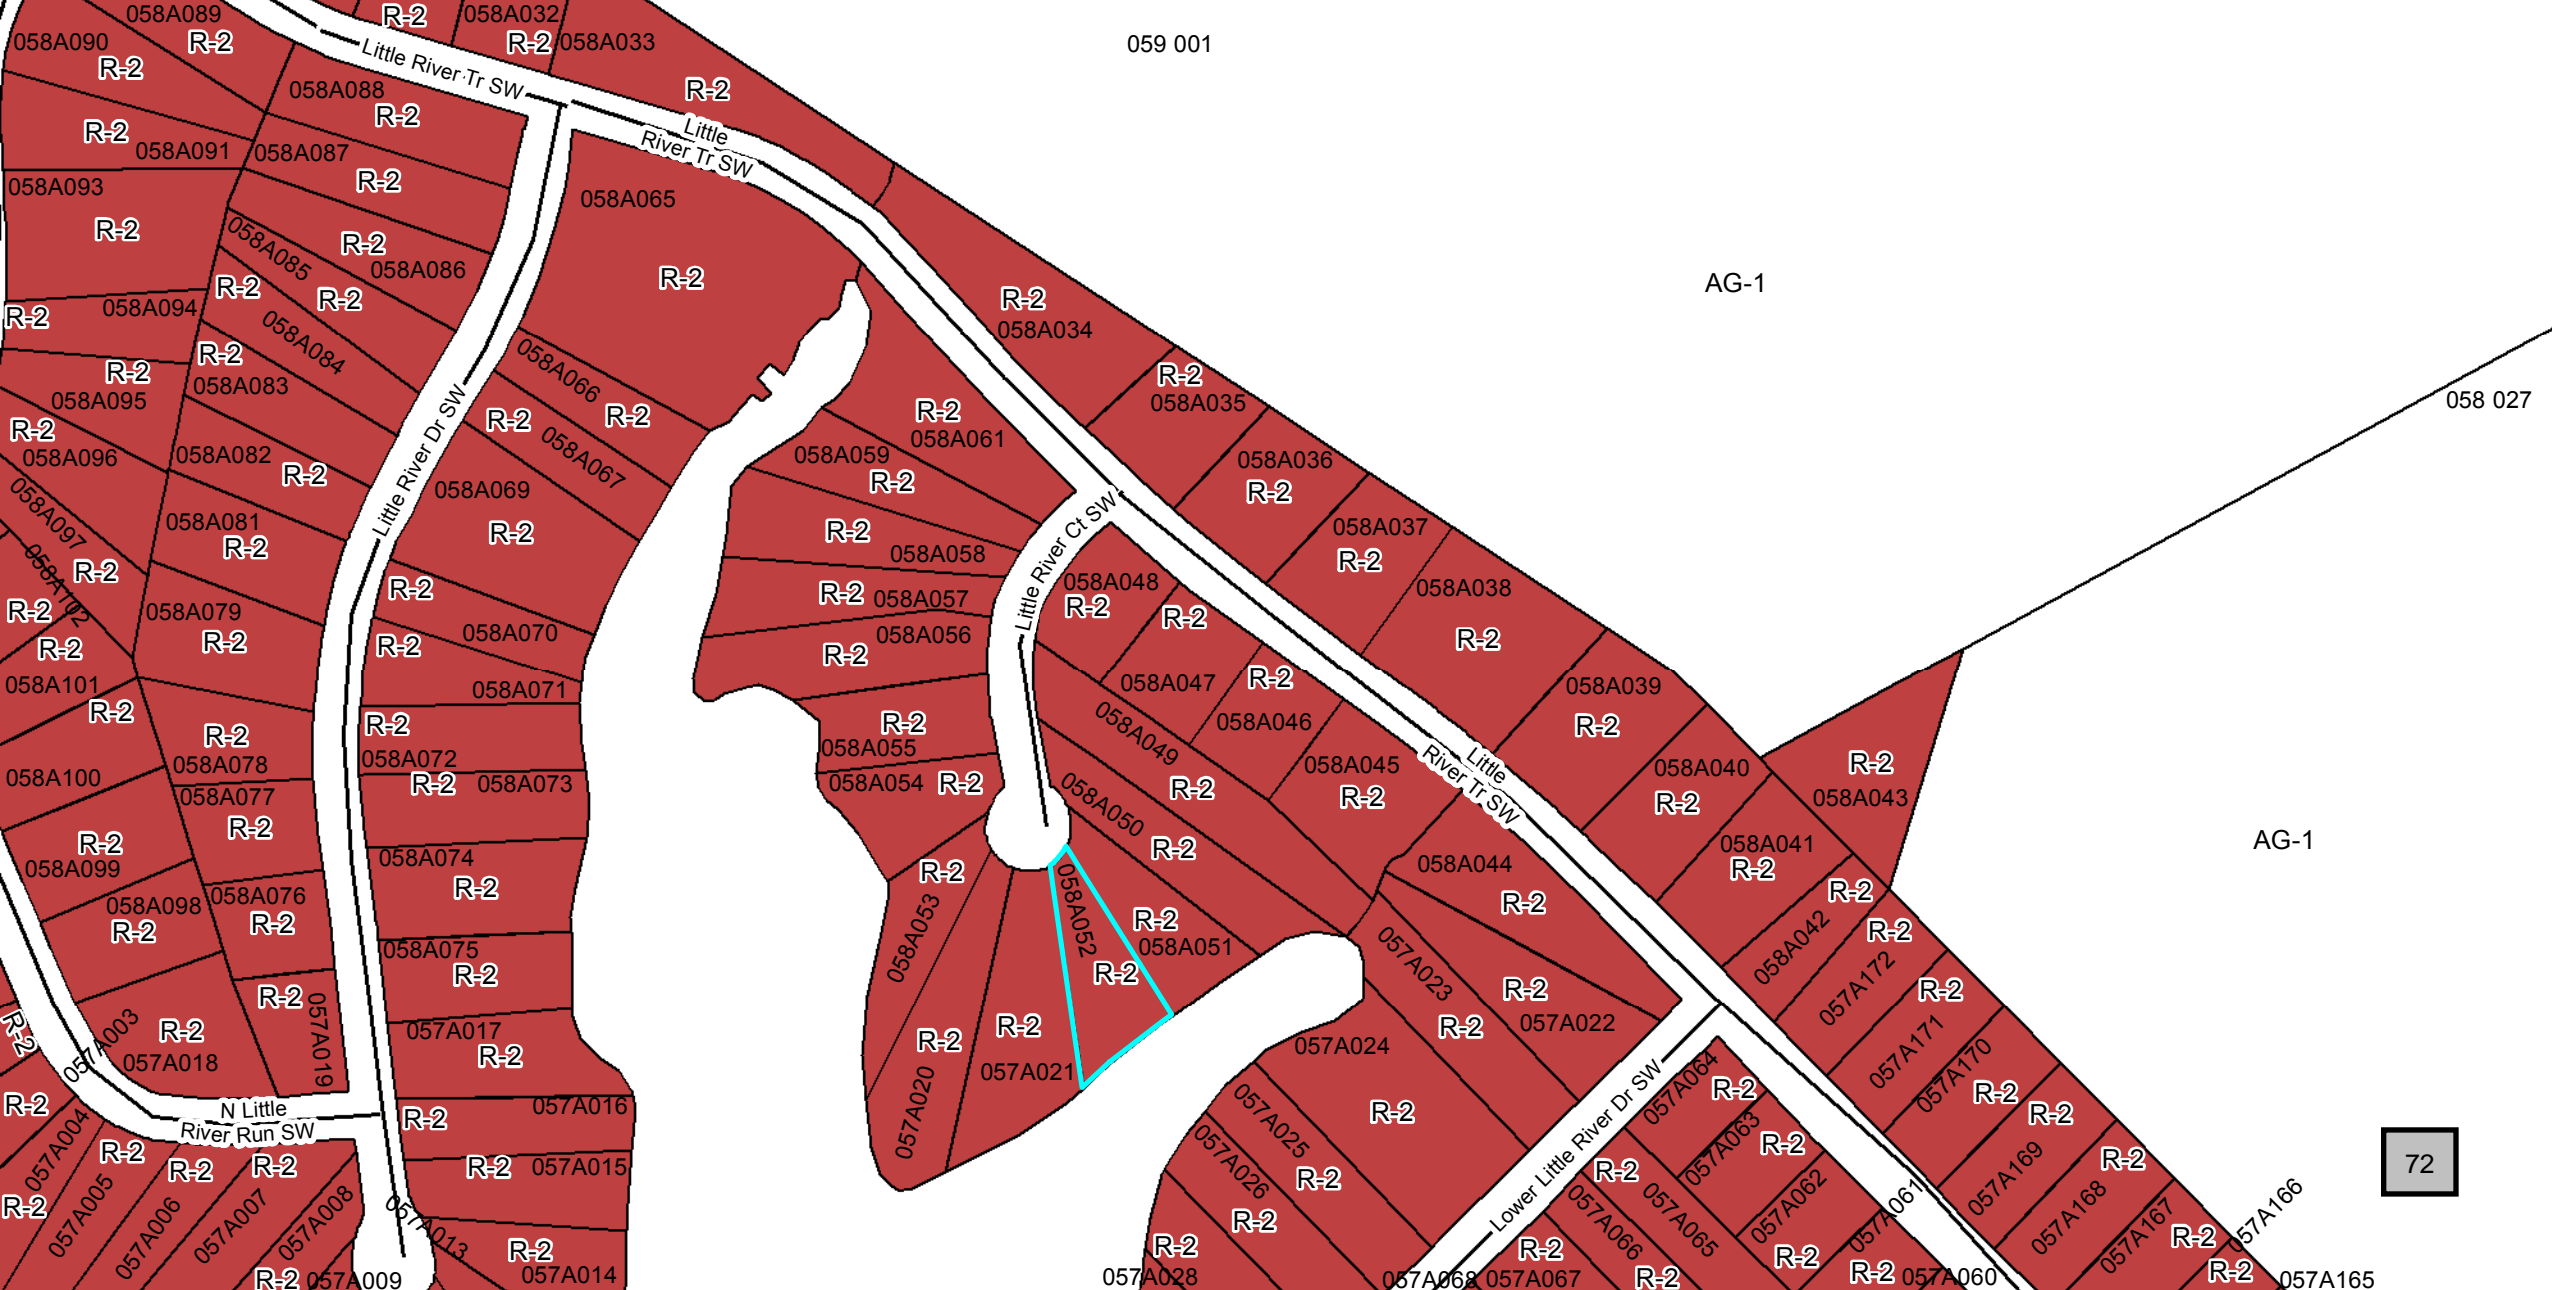 058A089
R-2
058A032
059 001
058A090
R-2
R-2
058A033
R-2
Little River Tr SW
058A088
R-2
R-2
Little
River Tr SW
R-2
058A091
058A087
R-2
058A093
R-2
058A065
R-2
058A085
R-2
058A086
AG-1
R-2
R-2
058A094
R-2
R-2
058A034
058A084
R-2
058A083
R-2
058A095
058A066
R-2
R-2
058A035
058 027
R-2
058A061
R-2
058A096
058A082
R-2
Little River Dr SW
R-2
058A067
058A059
R-2
058A036
R-2
058A069
R-2
058A097
R-2
058A081
R-2
R-2
058A058
Little River Ct SW
058A037
R-2
058A102
R-2
R-2
R-2
058A057
058A048
R-2
R-2
058A038
R-2
058A079
R-2
R-2
058A070
058A056
R-2
R-2
058A101
R-2
058A071
058A047
R-2
058A046
058A039
R-2
R-2
058A078
R-2
058A072
R-2
058A055
058A049
R-2
Little
River Tr SW
058A045
R-2
058A040
R-2
R-2
058A043
058A100
058A077
R-2
R-2
058A073
058A054
R-2
058A050
R-2
058A041
R-2
R-2
058A099
058A074
R-2
R-2
058A053
058A052
R-2
058A044
R-2
R-2
058A042
058A098
R-2
058A076
R-2
058A075
R-2
R-2
058A051
057A023
R-2
R-2
057A172
R-2
057A003
R-2
057A018
R-2
057A019
057A017
R-2
R-2
R-2
057A021
057A020
057A024
R-2
R-2
057A022
R-2
057A171
057A170
R-2
R-2
N Little
River Run SW
R-2
057A016
057A025
R-2
057A026
R-2
Lower Little River Dr SW
057A064
R-2
057A063
R-2
R-2
057A004
R-2
R-2
R-2
R-2
057A015
R-2
057A062
057A169
R-2
72
R-2
057A005
057A006
057A007
057A008
057A013
057A066
057A065
057A061
057A168
057A167
057A166
R-2
057A009
R-2
057A014
R-2
057A028
057A068
R-2
057A067
R-2
R-2
R-2
057A060
R-2
R-2
057A165